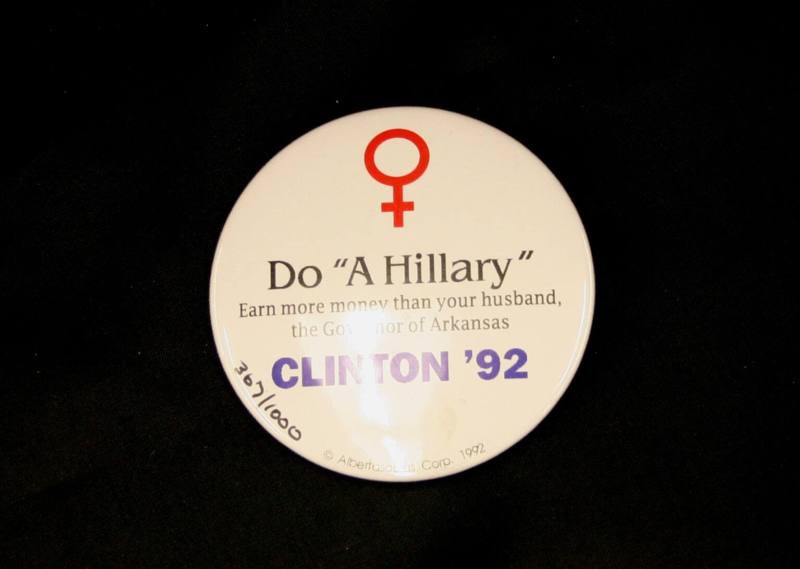 Do "A Hillary"
Earn more money than your husband,
the Governor of Arkansas
CLINTON '92
367/1000
© Corp. 1992